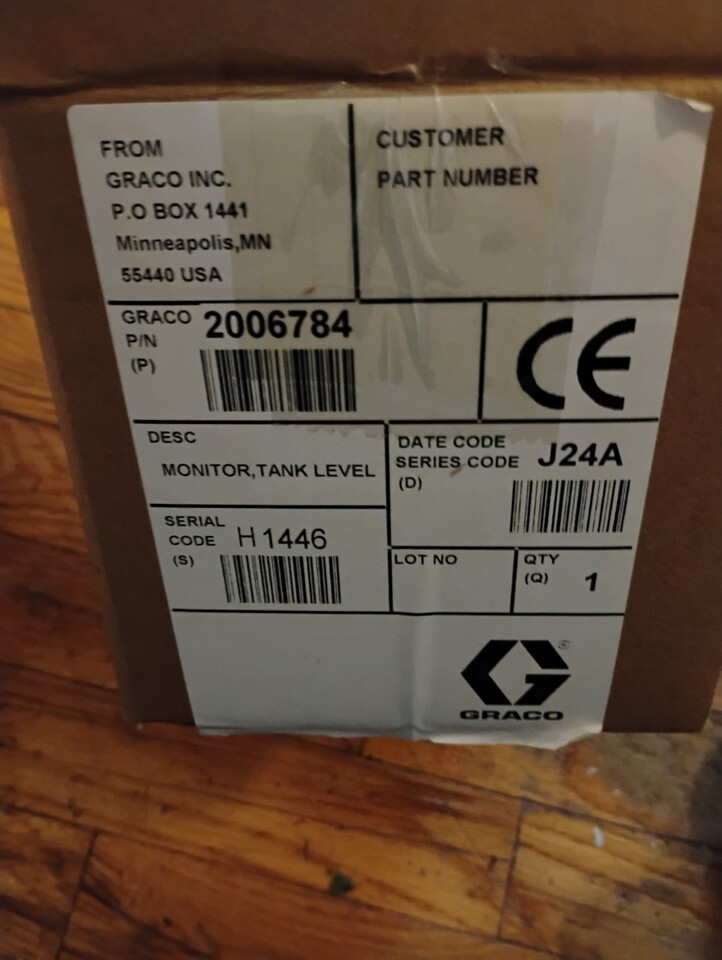 FROM
GRACO INC.
P.O BOX 1441
Minneapolis,MN
55440 USA
CUSTOMER
PART NUMBER
GRACO
P/N
(P)
2006784
CE
DESC
MONITOR,TANK LEVEL
DATE CODE
SERIES CODE
(D)
J24A
SERIAL
CODE
(S)
H1446
LOT NO
QTY
(Q)
1
G®
GRACO